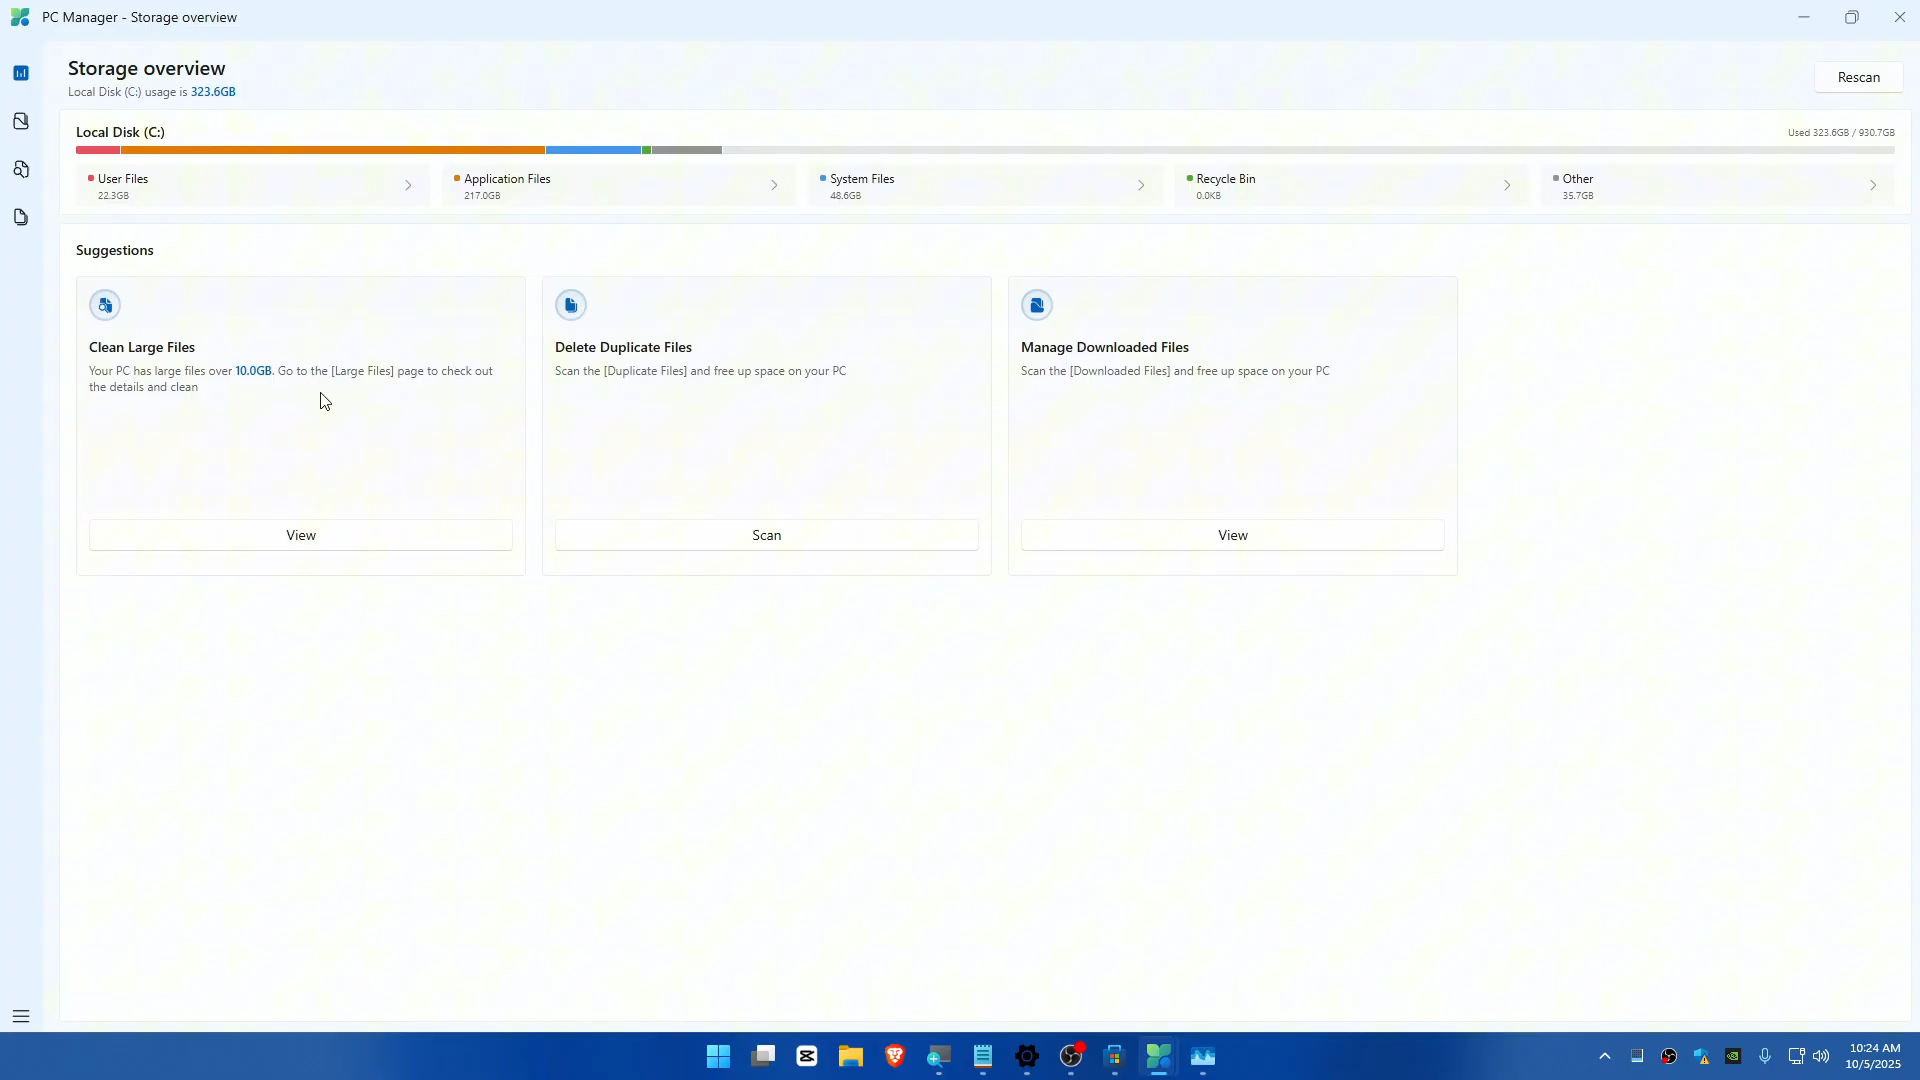 PC Manager - Storage overview
Storage overview
Local Disk (C:) usage is 323.6GB
Rescan
Local Disk (C:)
Used 323.6GB / 930.7GB
User Files
22.3GB
Application Files
217.0GB
System Files
48.6GB
Recycle Bin
0.0KB
Other
35.7GB
Suggestions
Clean Large Files
Your PC has large files over 10.0GB. Go to the [Large Files] page to check out
the details and clean
View
Delete Duplicate Files
Scan the [Duplicate Files] and free up space on your PC
Scan
Manage Downloaded Files
Scan the [Downloaded Files] and free up space on your PC
View
10:24 AM
10/5/2025